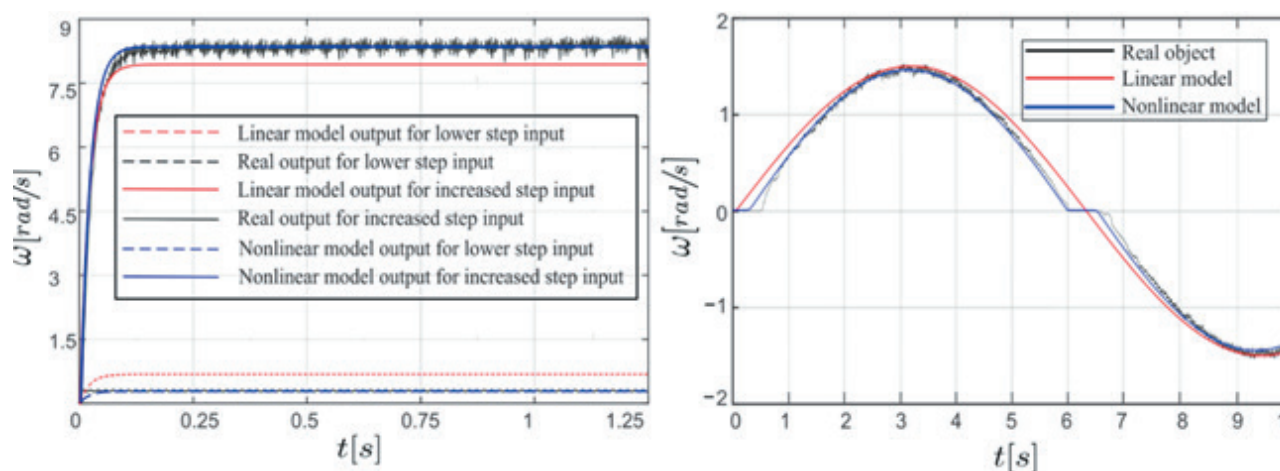 9
7.5
6
4.5
3
1.5
0
0.25
0.5
0.75
1
1.25
ω[rad/s]
t[s]
Linear model output for lower step input
Real output for lower step input
Linear model output for increased step input
Real output for increased step input
Nonlinear model output for lower step input
Nonlinear model output for increased step input
2
1
0
−1
−2
0
1
2
3
4
5
6
7
8
9
ω[rad/s]
t[s]
Real object
Linear model
Nonlinear model